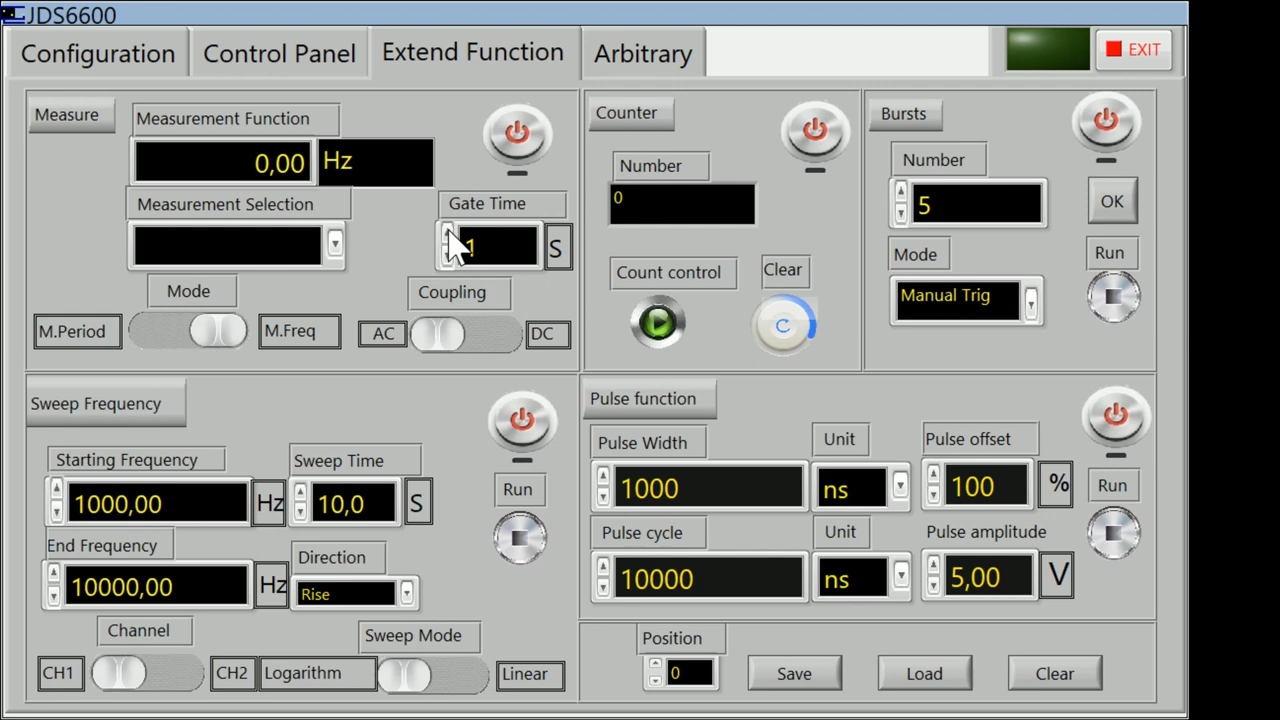 JDS6600
Configuration
Control Panel
Extend Function
Arbitrary
EXIT
Measure
Measurement Function
0,00
Hz
Measurement Selection
Gate Time
1
S
Mode
M.Period
M.Freq
Coupling
AC
DC
Counter
Number
0
Count control
Clear
Bursts
Number
5
OK
Mode
Manual Trig
Run
Sweep Frequency
Starting Frequency
1000,00
Hz
Sweep Time
10,0
S
Run
End Frequency
10000,00
Hz
Direction
Rise
Channel
CH1
CH2
Sweep Mode
Logarithm
Linear
Pulse function
Pulse Width
1000
Unit
ns
Pulse offset
100
%
Run
Pulse cycle
10000
Unit
ns
Pulse amplitude
5,00
V
Position
0
Save
Load
Clear